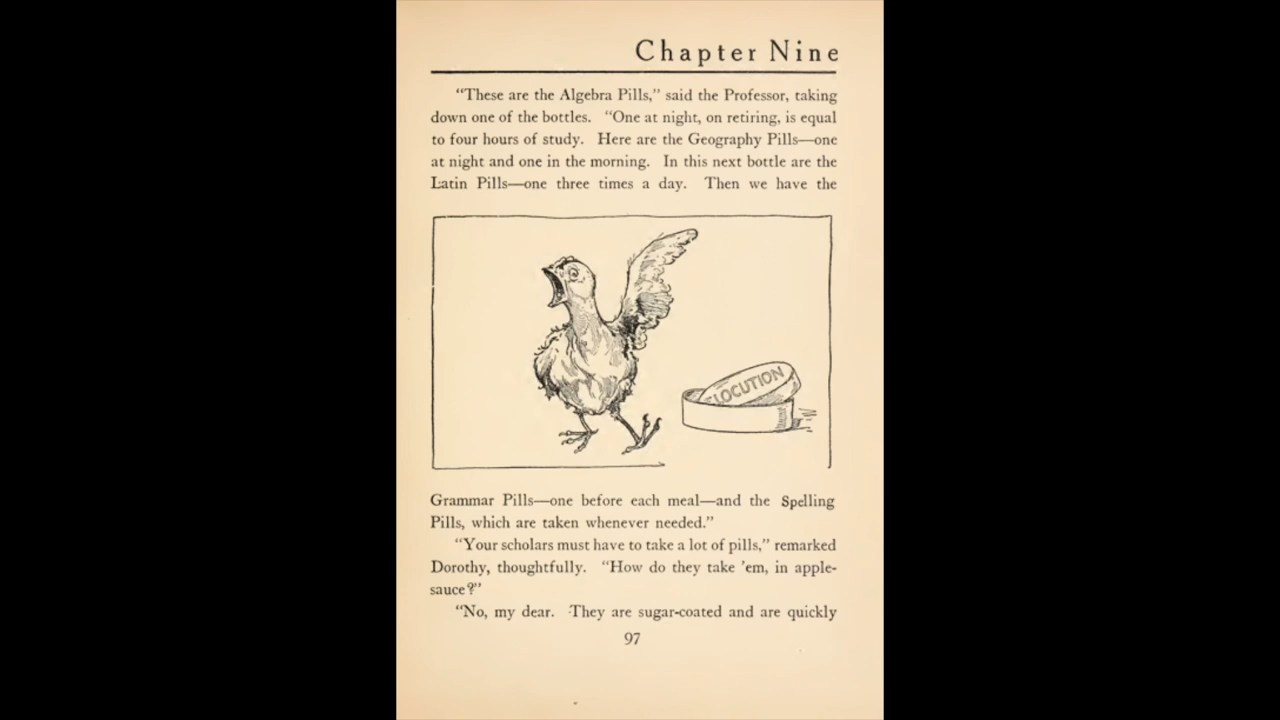 Chapter Nine
“These are the Algebra Pills,” said the Professor, taking
down one of the bottles. “One at night, on retiring, is equal
to four hours of study. Here are the Geography Pills—one
at night and one in the morning. In this next bottle are the
Latin Pills—one three times a day. Then we have the
LOCUTION
Grammar Pills—one before each meal—and the Spelling
Pills, which are taken whenever needed.”
“Your scholars must have to take a lot of pills,” remarked
Dorothy, thoughtfully. “How do they take ’em, in apple-
sauce?”
“No, my dear. They are sugar-coated and are quickly
97